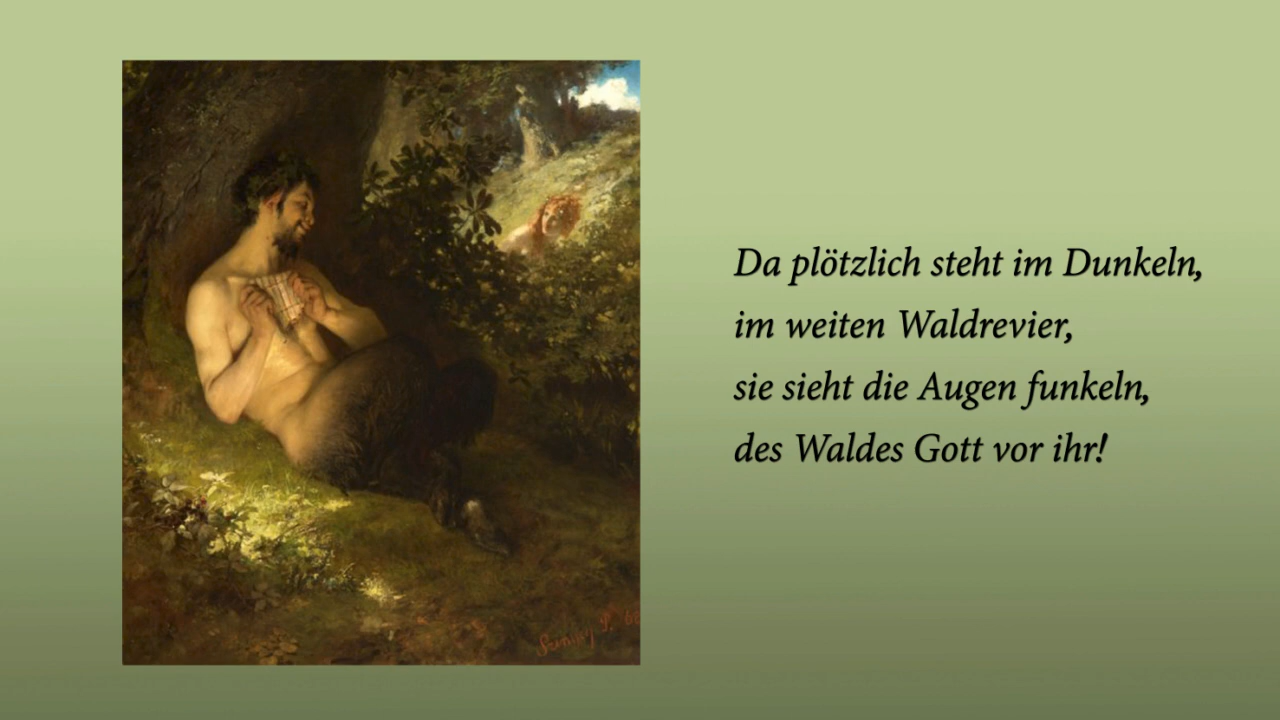 Da plötzlich steht im Dunkeln,
im weiten Waldrevier,
sie sieht die Augen funkeln,
des Waldes Gott vor ihr!